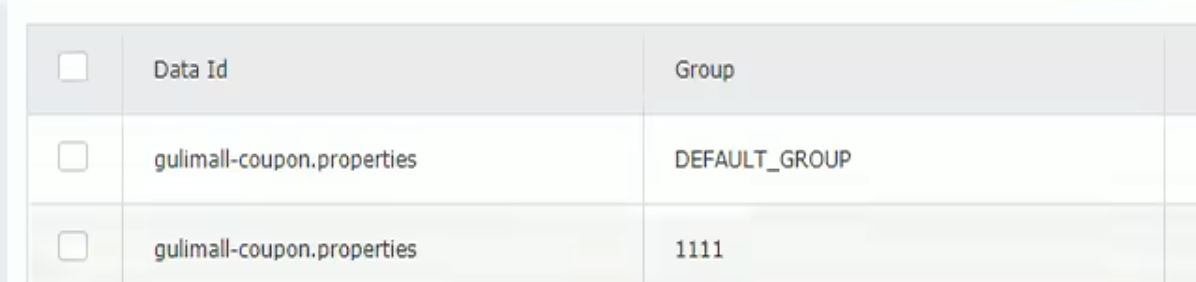 Data Id Group
gulimall-coupon.properties DEFAULT_GROUP
gulimall-coupon.properties 1111